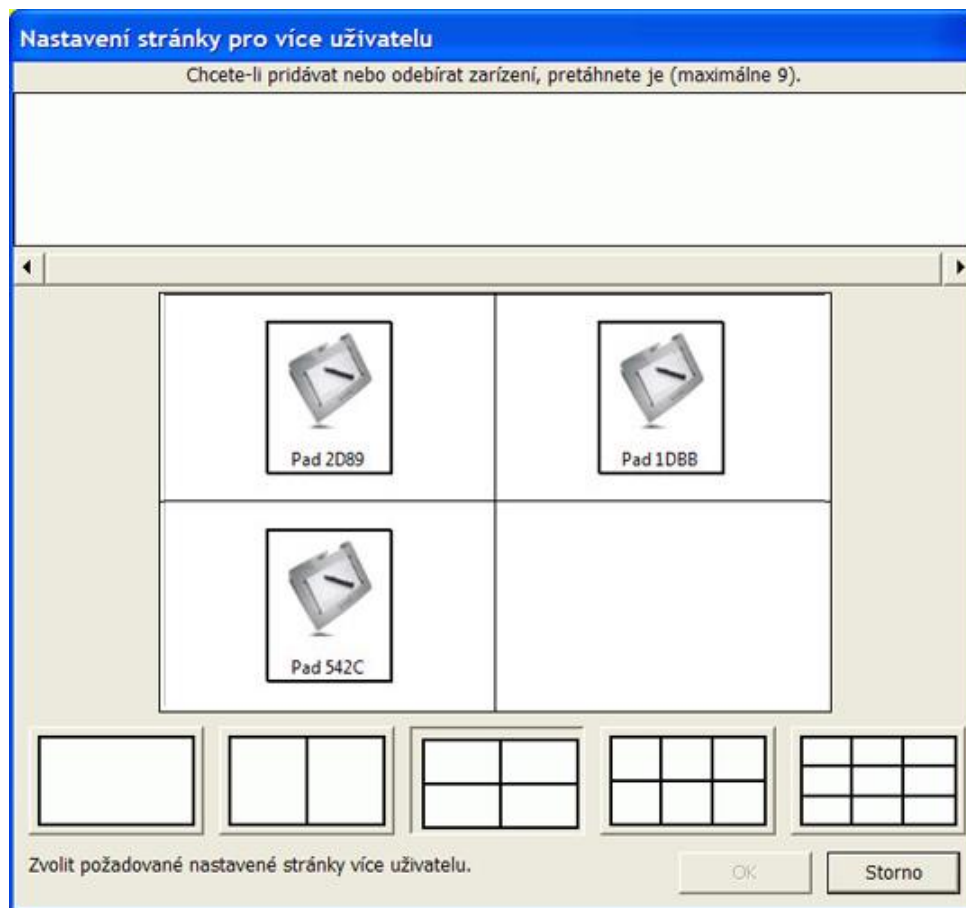 Nastavení stránky pro více uživatelu
Chcete-li pridávat nebo odebírat zarízení, pretáhnete je (maximálne 9).
Pad 2D89
Pad 1DBB
Pad 542C
Zvolit požadované nastavené stránky více uživatelu.
OK
Storno